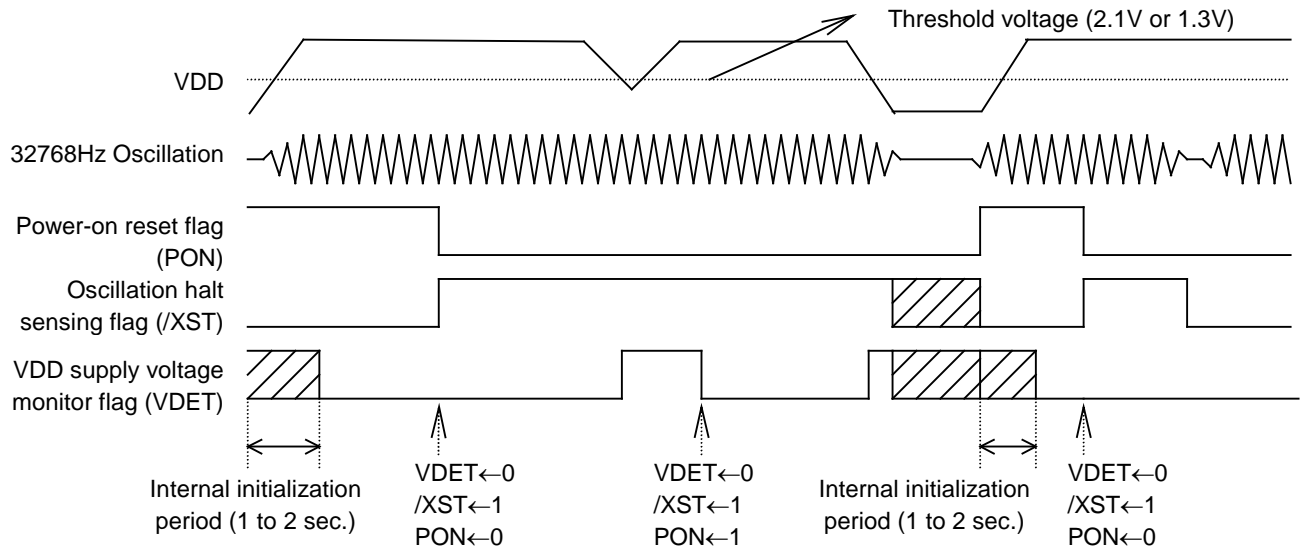 Threshold voltage (2.1V or 1.3V)
VDD
32768Hz Oscillation
Power-on reset flag
(PON)
Oscillation halt
sensing flag (/XST)
VDD supply voltage
monitor flag (VDET)
Internal initialization
period (1 to 2 sec.)
VDET←0
/XST←1
PON←0
VDET←0
/XST←1
PON←1
Internal initialization
period (1 to 2 sec.)
VDET←0
/XST←1
PON←0